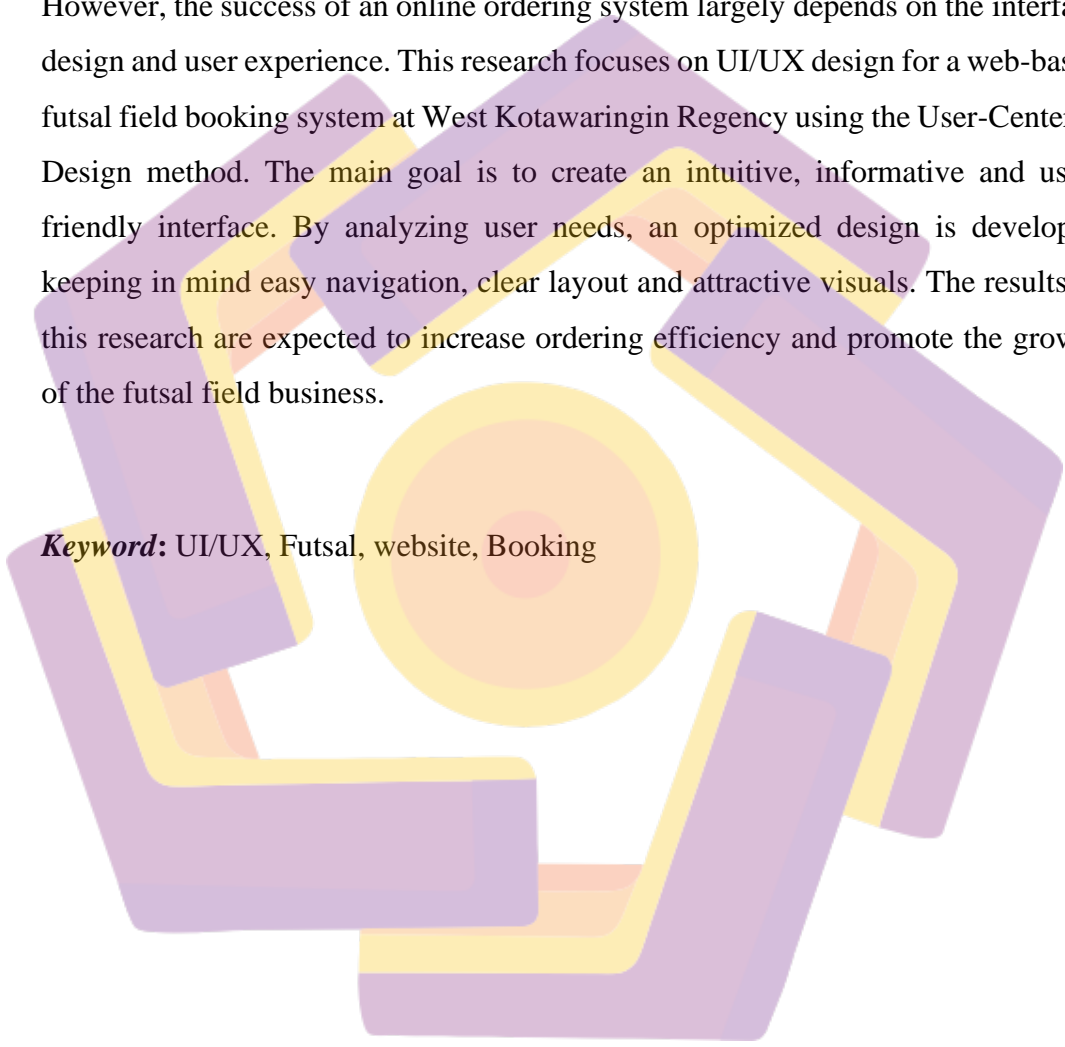 However, the success of an online ordering system largely depends on the interfa
design and user experience. This research focuses on UI/UX design for a web-bas
futsal field booking system at West Kotawaringin Regency using the User-Center
Design method. The main goal is to create an intuitive, informative and us
friendly interface. By analyzing user needs, an optimized design is develop
keeping in mind easy navigation, clear layout and attractive visuals. The results
this research are expected to increase ordering efficiency and promote the grow
of the futsal field business.
Keyword: UI/UX, Futsal, website, Booking